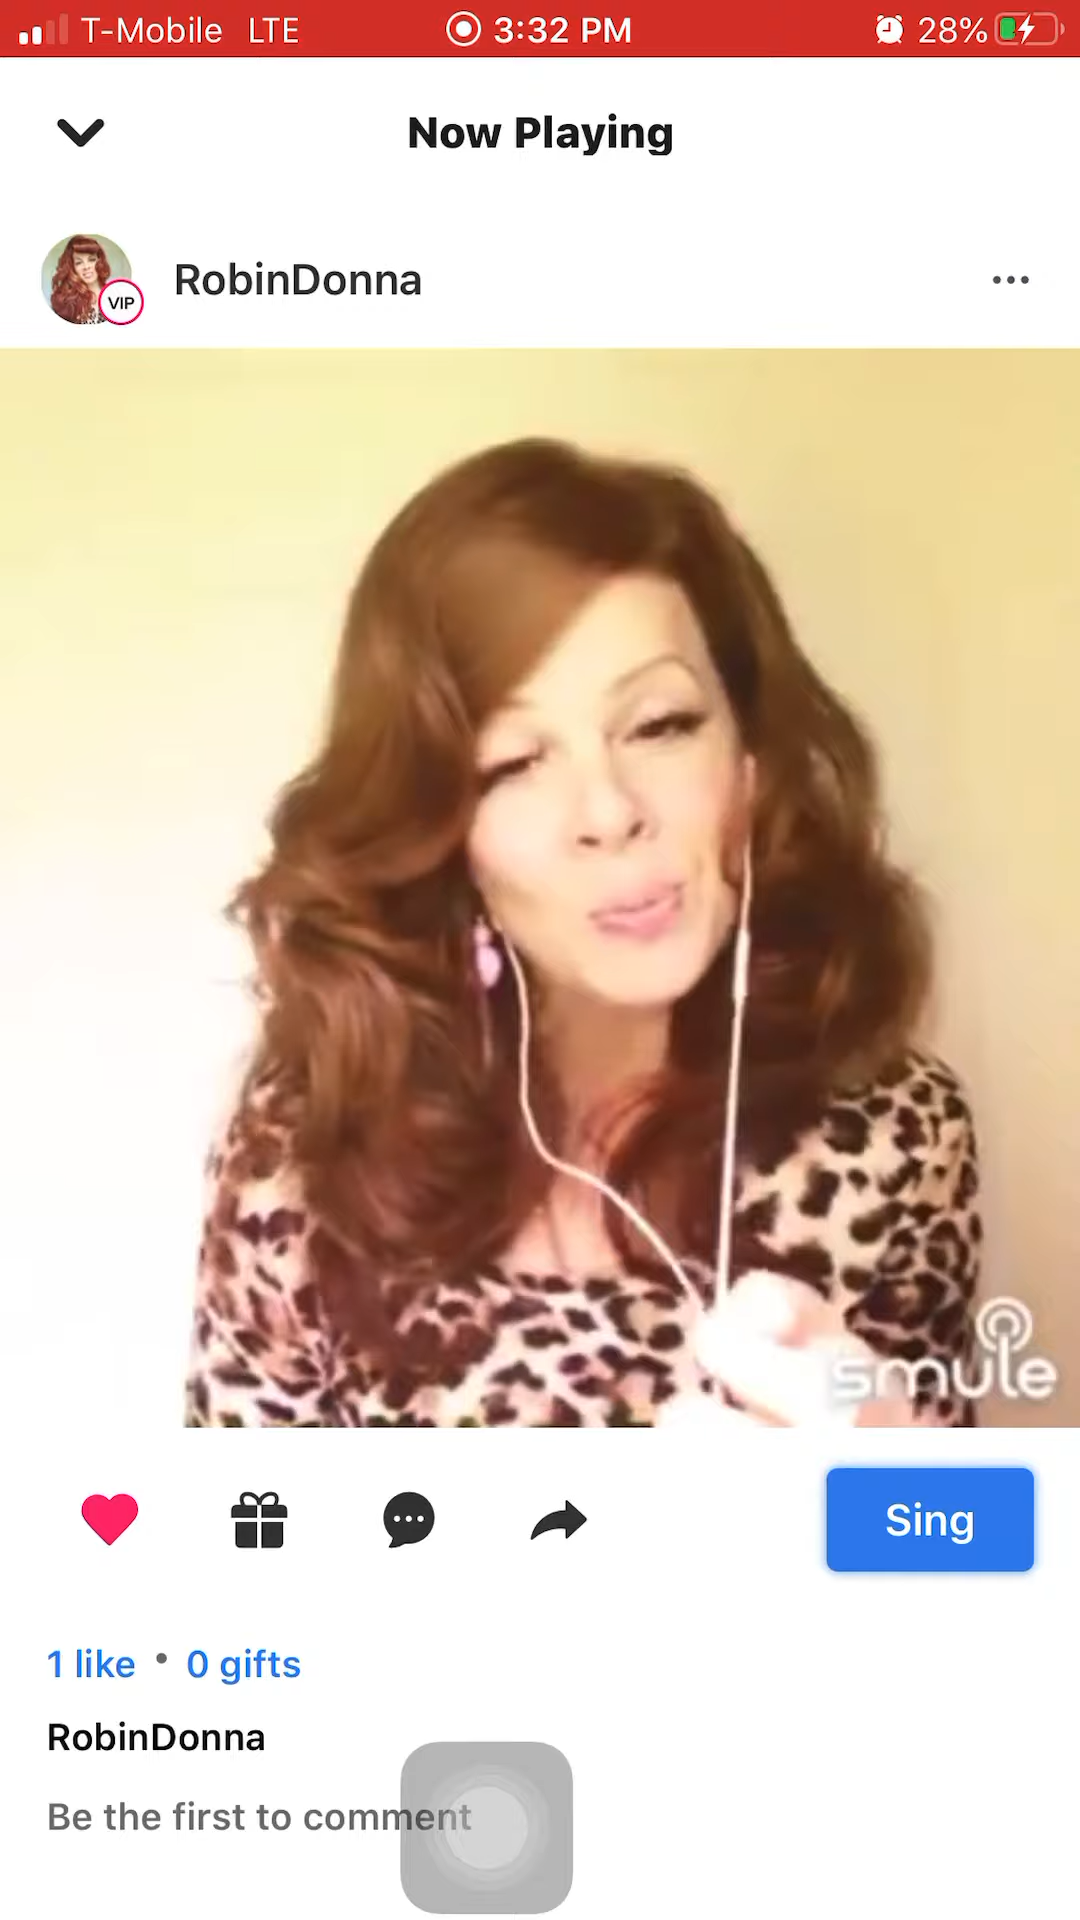 T-Mobile LTE 3:32 PM 28%
Now Playing
VIP
RobinDonna
smule
Sing
1 like • 0 gifts
RobinDonna
Be the first to comment